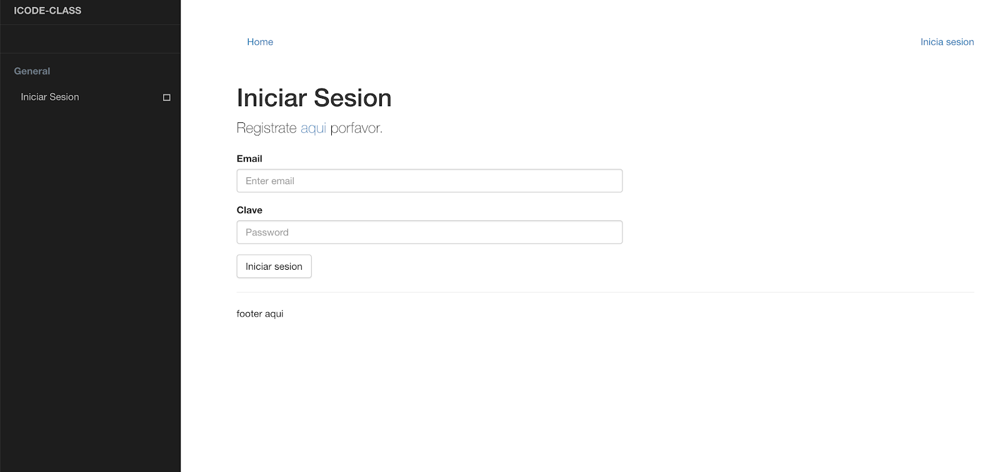 ICODE-CLASS
General
Iniciar Sesion
Home
Inicia sesion
Iniciar Sesion
Registrate aqui porfavor.
Email
Enter email
Clave
Password
Iniciar sesion
footer aqui